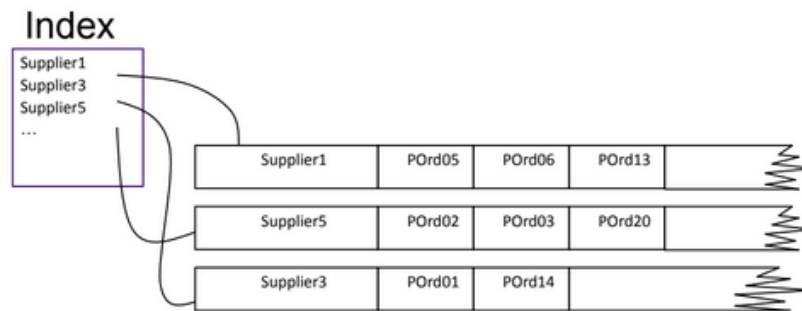 Index
Supplier1
Supplier3
Supplier5
...
Supplier1 POrd05 POrd06 POrd13
Supplier5 POrd02 POrd03 POrd20
Supplier3 POrd01 POrd14